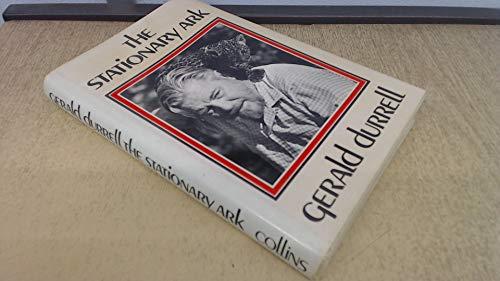 the
STATIONARY ARK
GERALD DURRELL
GERALD DURRELL THE STATIONARY ARK COLLINS